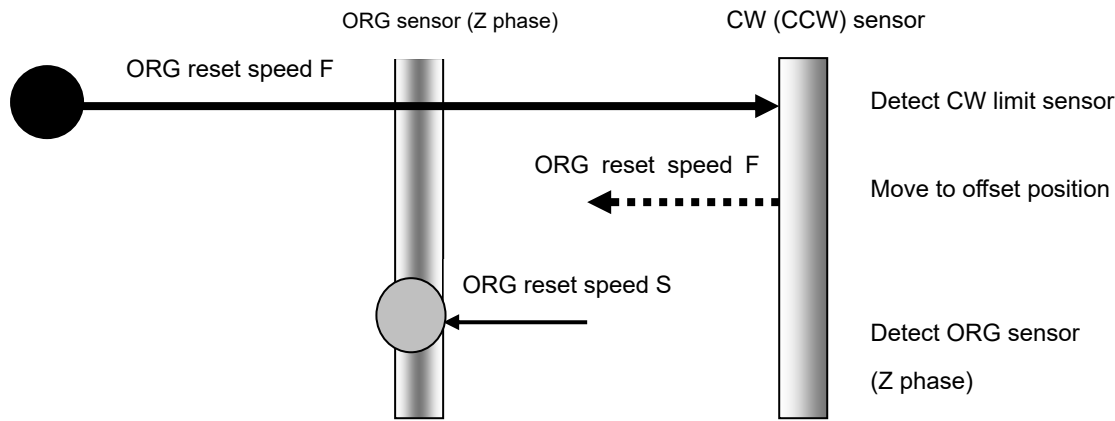 ORG sensor (Z phase)
CW (CCW) sensor
ORG reset speed F
Detect CW limit sensor
ORG reset speed F
Move to offset position
ORG reset speed S
Detect ORG sensor
(Z phase)